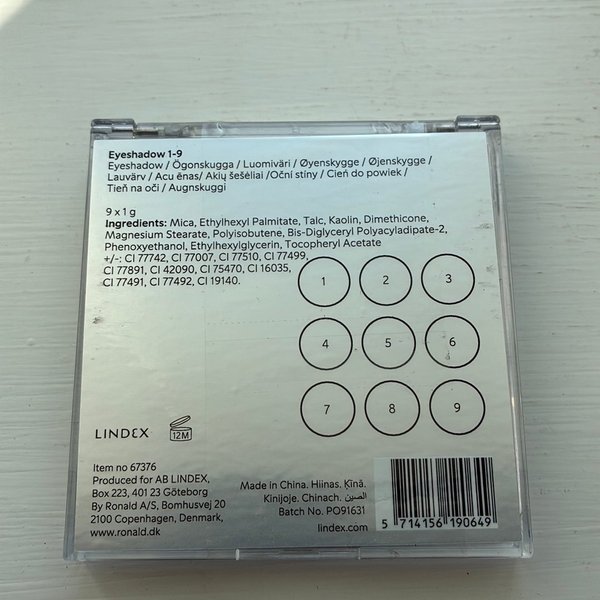 Eyeshadow 1-9
Eyeshadow / Ögonskugga / Luomiväri / Øyenskygge / Øjenskygge /
Lauvärv / Acu ēnas/ Akių šešėliai /Oční stíny / Cień do powiek /
Tieň na oči / Augnskuggi
9 x 1 g
Ingredients: Mica, Ethylhexyl Palmitate, Talc, Kaolin, Dimethicone,
Magnesium Stearate, Polyisobutene, Bis-Diglyceryl Polyacyladipate-2,
Phenoxyethanol, Ethylhexylglycerin, Tocopheryl Acetate
+/-: CI 77742, CI 77007, CI 77510, CI 77499,
CI 77891, CI 42090, CI 75470, CI 16035,
CI 77491, CI 77492, CI 19140.
1 2 3
4 5 6
7 8 9
LINDEX 12M
Item no 67376
Produced for AB LINDEX,
Box 223, 401 23 Göteborg
By Ronald A/S, Bomhusvej 20
2100 Copenhagen, Denmark,
www.ronald.dk
Made in China. Hiinas. Ķīnā.
Kinijoje. Chinach. الصين
Batch No. PO91631
lindex.com
5 714156 190649